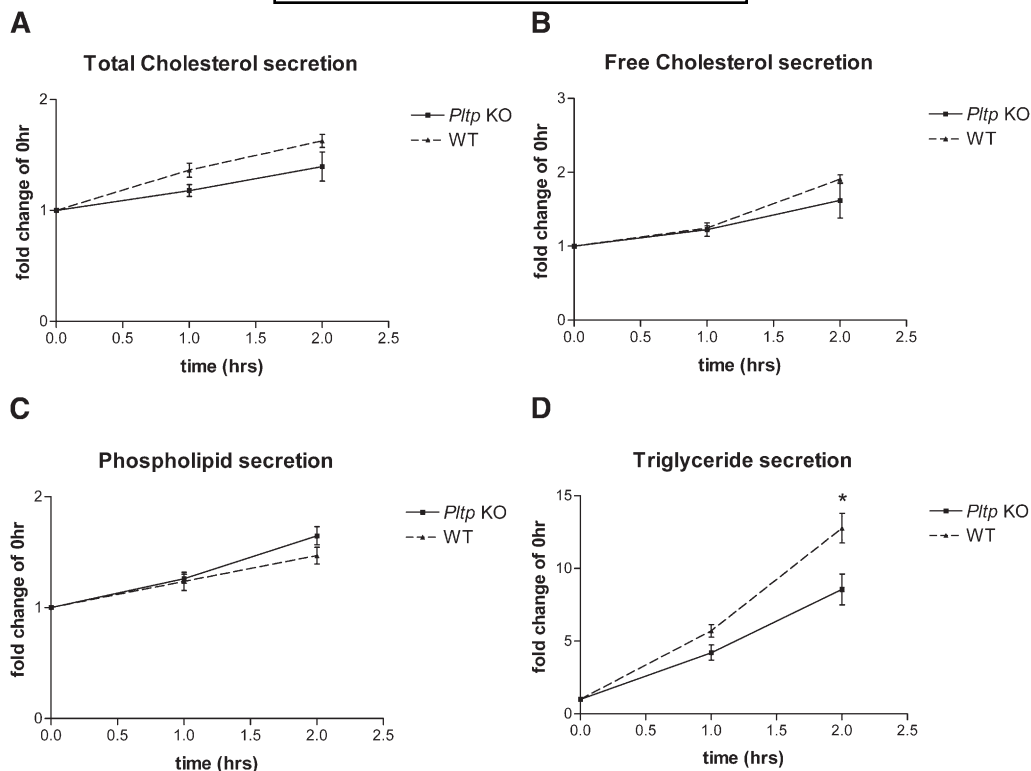 A
Total Cholesterol secretion
2
1
0
fold change of 0hr
0.0 0.5 1.0 1.5 2.0 2.5
time (hrs)
Pltp KO
WT
B
Free Cholesterol secretion
3
2
1
0
fold change of 0hr
0.0 0.5 1.0 1.5 2.0 2.5
time (hrs)
Pltp KO
WT
C
Phospholipid secretion
2
1
0
fold change of 0hr
0.0 0.5 1.0 1.5 2.0 2.5
time (hrs)
Pltp KO
WT
D
Triglyceride secretion
15
10
5
0
fold change of 0hr
*
0.0 0.5 1.0 1.5 2.0 2.5
time (hrs)
Pltp KO
WT